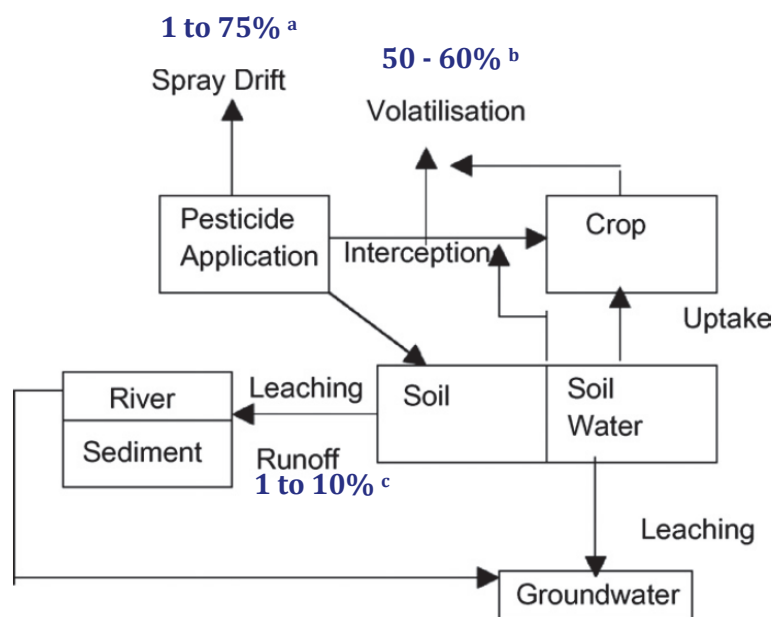 1 to 75% a
Spray Drift
50 - 60% b
Volatilisation
Pesticide
Application
Interception
Crop
Uptake
River
Sediment
Leaching
Runoff
1 to 10% c
Soil
Soil
Water
Leaching
Groundwater